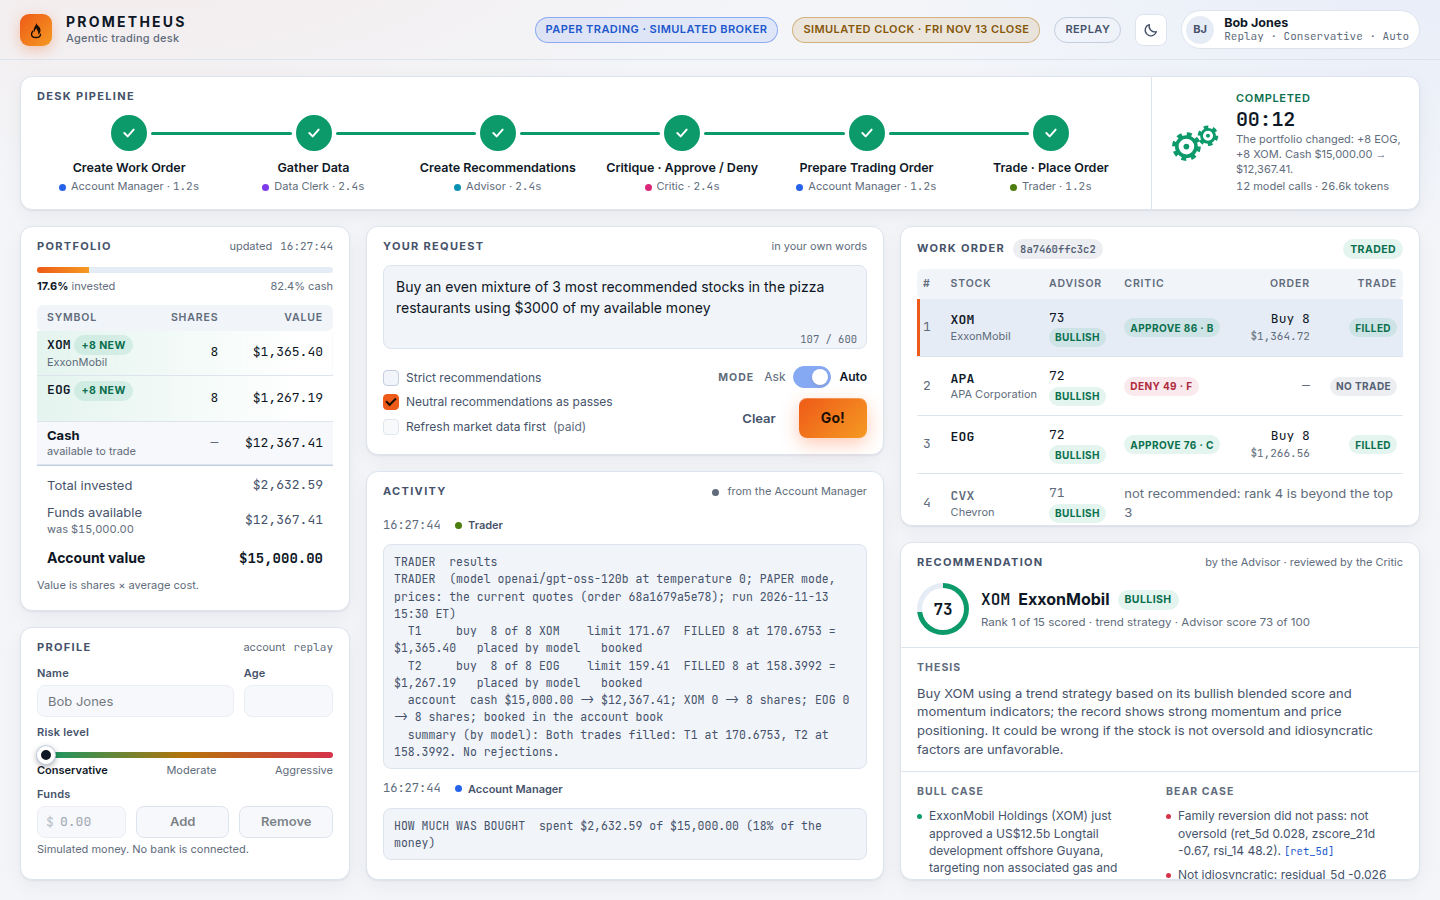 PROMETHEUS
Agentic trading desk
PAPER TRADING · SIMULATED BROKER
SIMULATED CLOCK · FRI NOV 13 CLOSE
REPLAY
BJ
Bob Jones
Replay · Conservative · Auto
DESK PIPELINE
Create Work Order
Account Manager · 1.2s
Gather Data
Data Clerk · 2.4s
Create Recommendations
Advisor · 2.4s
Critique · Approve / Deny
Critic · 2.4s
Prepare Trading Order
Account Manager · 1.2s
Trade · Place Order
Trader · 1.2s
COMPLETED
00:12
The portfolio changed: +8 EOG,
+8 XOM. Cash $15,000.00 →
$12,367.41.
12 model calls · 26.6k tokens
PORTFOLIO
updated 16:27:44
17.6% invested
82.4% cash
SYMBOL SHARES VALUE
XOM +8 NEW
ExxonMobil
8 $1,365.40
EOG +8 NEW
8 $1,267.19
Cash
available to trade
— $12,367.41
Total invested $2,632.59
Funds available
was $15,000.00
$12,367.41
Account value $15,000.00
Value is shares × average cost.
PROFILE
account replay
Name Age
Bob Jones
Risk level
Conservative Moderate Aggressive
Funds
$ 0.00 Add Remove
Simulated money. No bank is connected.
YOUR REQUEST
in your own words
Buy an even mixture of 3 most recommended stocks in the pizza
restaurants using $3000 of my available money
107 / 600
Strict recommendations
Neutral recommendations as passes
Refresh market data first (paid)
MODE Ask Auto
Clear Go!
ACTIVITY
from the Account Manager
16:27:44 Trader
TRADER results
TRADER (model openai/gpt-oss-120b at temperature 0; PAPER mode,
prices: the current quotes (order 68a1679a5e78); run 2026-11-13
15:30 ET)
T1 buy 8 of 8 XOM limit 171.67 FILLED 8 at 170.6753 =
$1,365.40 placed by model booked
T2 buy 8 of 8 EOG limit 159.41 FILLED 8 at 158.3992 =
$1,267.19 placed by model booked
account cash $15,000.00 → $12,367.41; XOM 0 → 8 shares; EOG 0
→ 8 shares; booked in the account book
summary (by model): Both trades filled: T1 at 170.6753, T2 at
158.3992. No rejections.
16:27:44 Account Manager
HOW MUCH WAS BOUGHT spent $2,632.59 of $15,000.00 (18% of the
money)
WORK ORDER 8a7460ffc3c2
TRADED
# STOCK ADVISOR CRITIC ORDER TRADE
1 XOM
ExxonMobil
73
BULLISH
APPROVE 86 · B
Buy 8
$1,364.72
FILLED
2 APA
APA Corporation
72
BULLISH
DENY 49 · F
—
NO TRADE
3 EOG
72
BULLISH
APPROVE 76 · C
Buy 8
$1,266.56
FILLED
4 CVX
Chevron
71
BULLISH
not recommended: rank 4 is beyond the top
3
RECOMMENDATION
by the Advisor · reviewed by the Critic
73
XOM ExxonMobil BULLISH
Rank 1 of 15 scored · trend strategy · Advisor score 73 of 100
THESIS
Buy XOM using a trend strategy based on its bullish blended score and
momentum indicators; the record shows strong momentum and price
positioning. It could be wrong if the stock is not oversold and idiosyncratic
factors are unfavorable.
BULL CASE
ExxonMobil Holdings (XOM) just
approved a US$12.5b Longtail
development offshore Guyana,
targeting non associated gas and
BEAR CASE
Family reversion did not pass: not
oversold (ret_5d 0.028, zscore_21d
-0.67, rsi_14 48.2). [ret_5d]
Not idiosyncratic: residual 5d -0.026